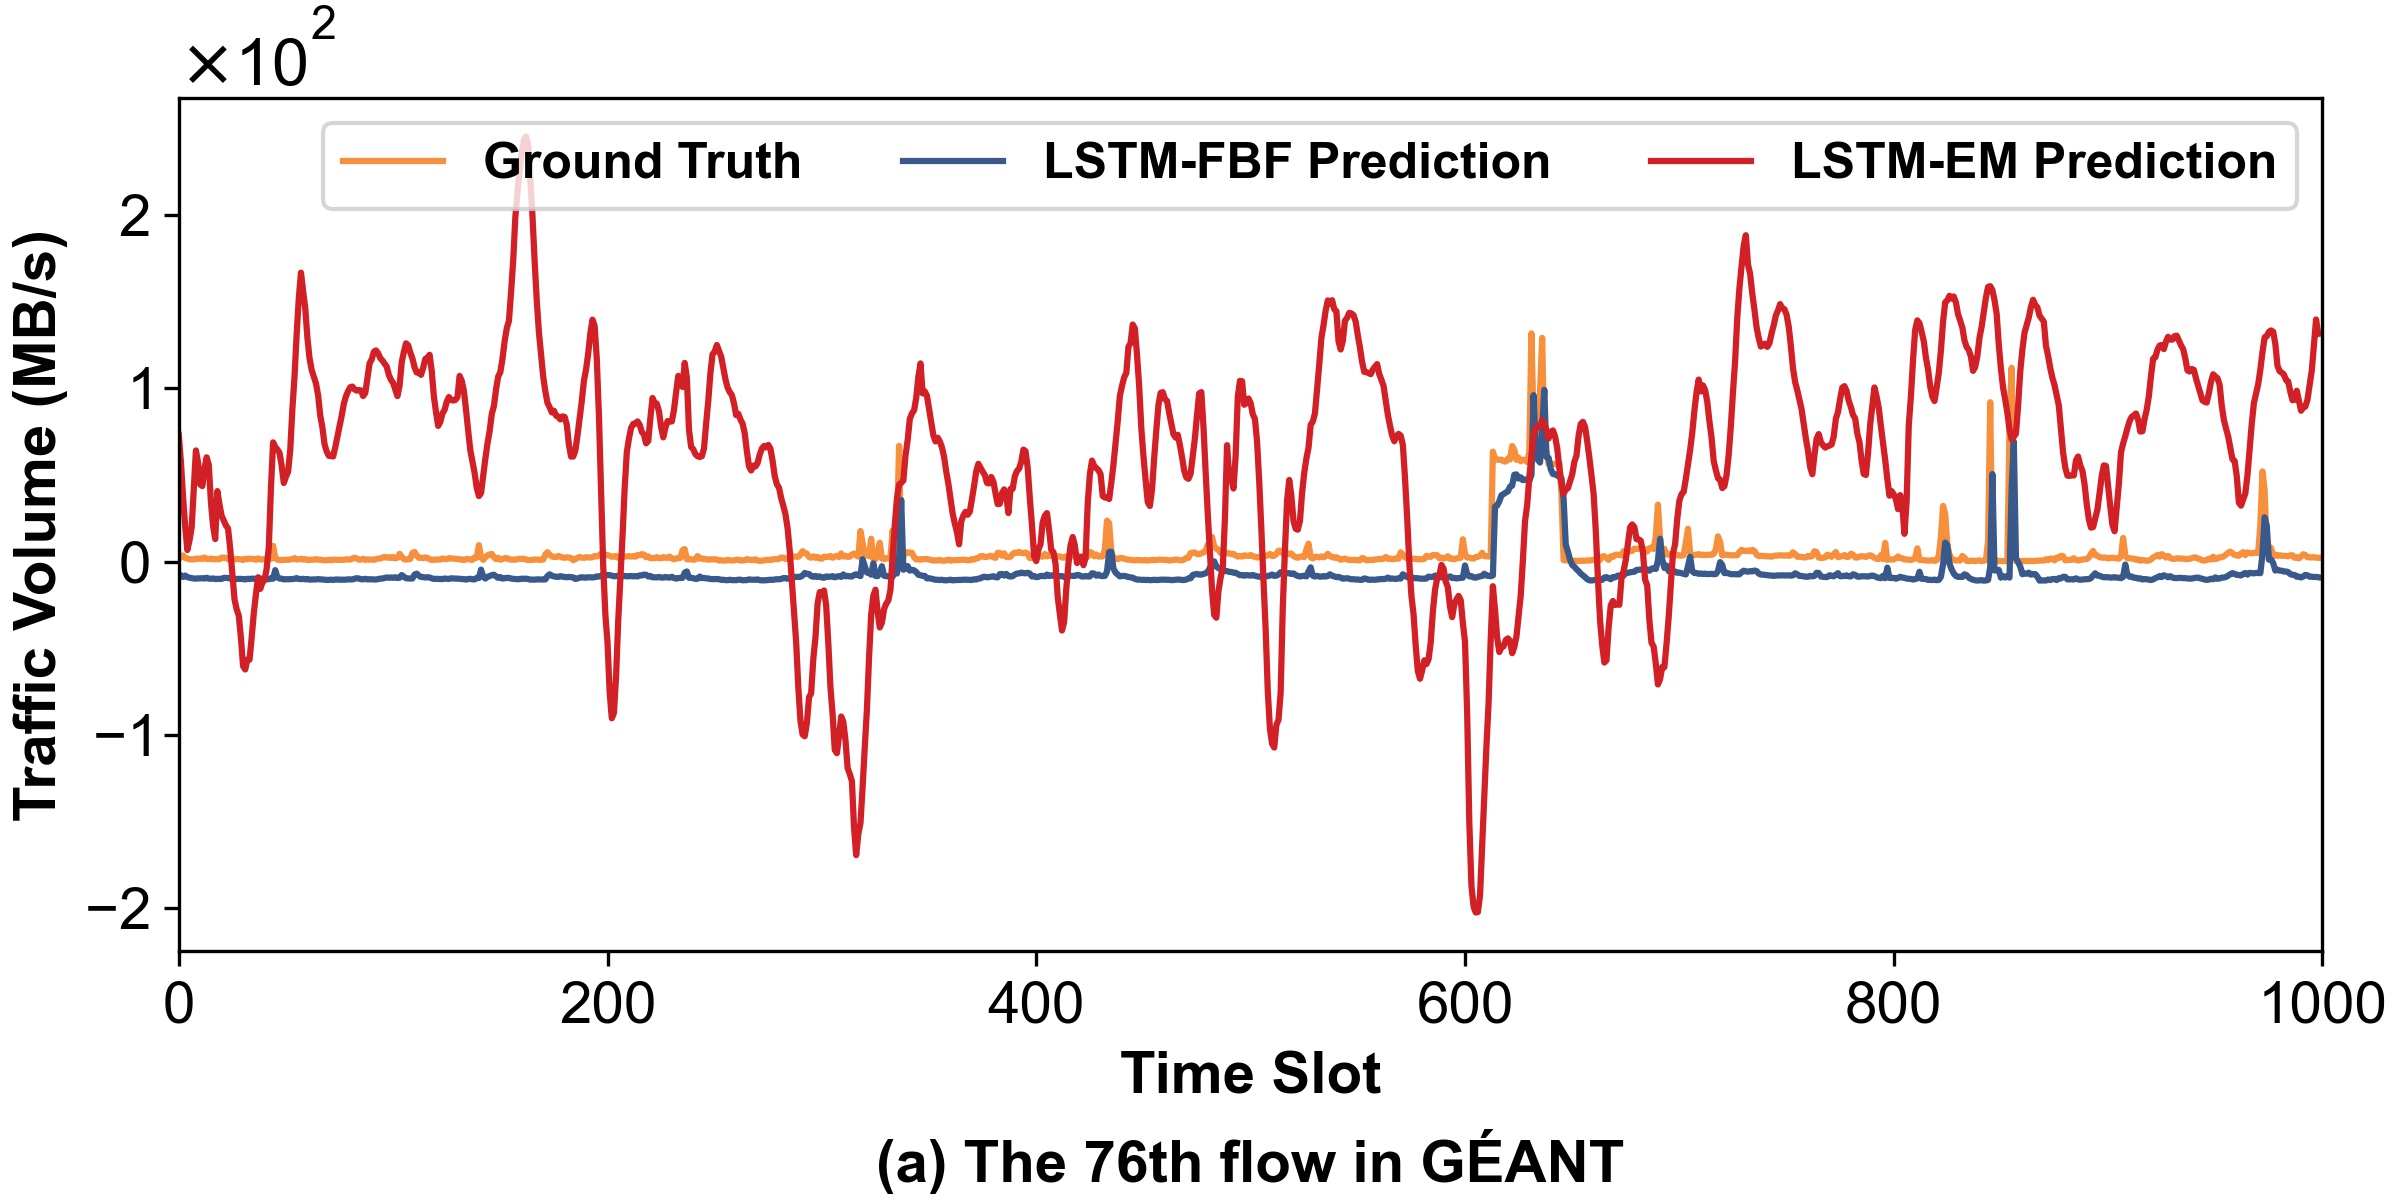 ×10²
Ground Truth LSTM-FBF Prediction LSTM-EM Prediction
Traffic Volume (MB/s)
2
1
0
−1
−2
0 200 400 600 800 1000
Time Slot
(a) The 76th flow in GÉANT